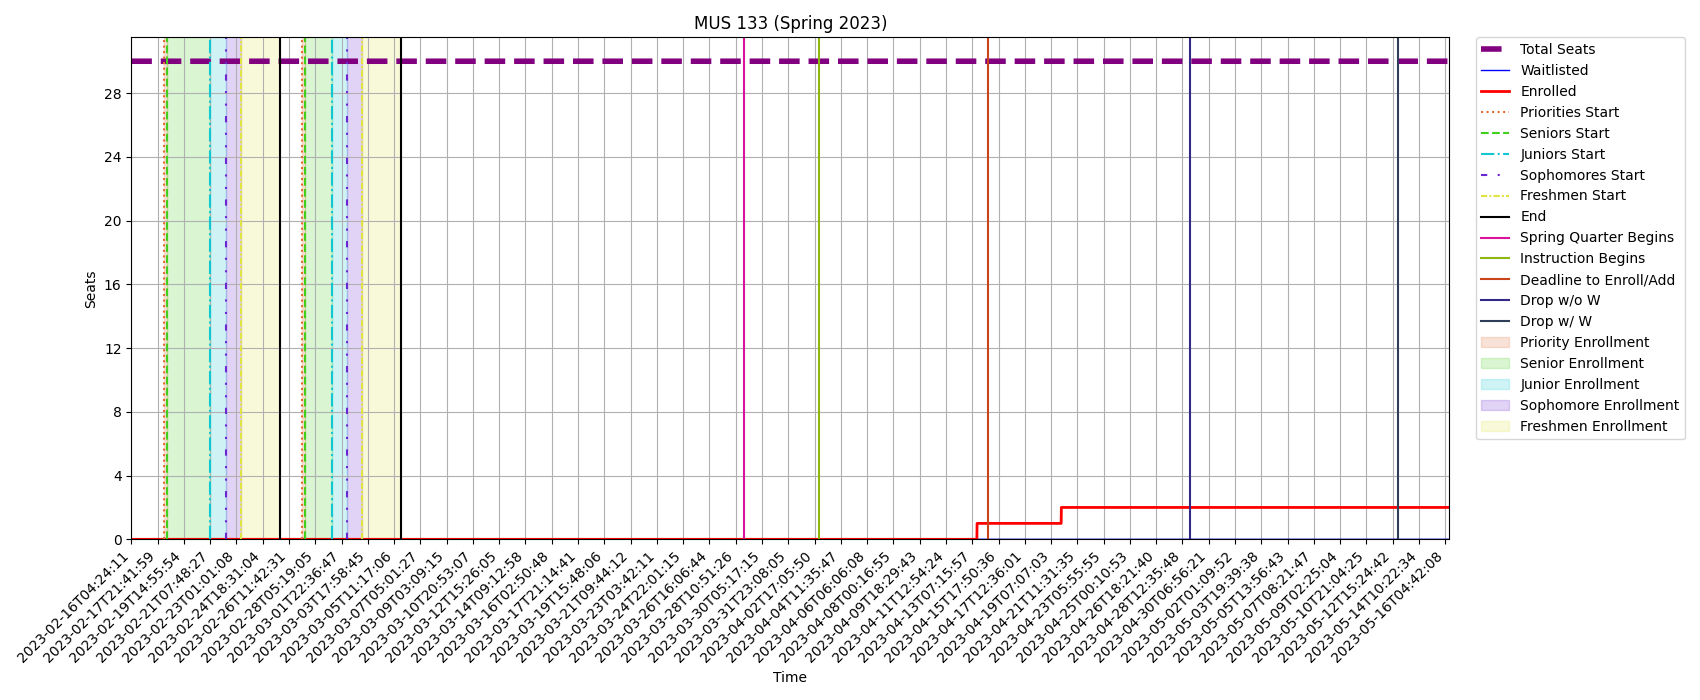 MUS 133 (Spring 2023)
Seats
28
24
20
16
12
8
4
0
2023-02-16T04:24:11
2023-02-17T21:41:59
2023-02-19T14:55:54
2023-02-21T07:48:27
2023-02-23T01:01:08
2023-02-24T18:31:04
2023-02-26T11:42:31
2023-02-28T05:19:05
2023-03-01T22:36:47
2023-03-03T17:58:45
2023-03-05T11:17:06
2023-03-07T05:01:27
2023-03-09T03:09:15
2023-03-10T20:53:07
2023-03-12T15:26:05
2023-03-14T09:12:58
2023-03-16T02:50:48
2023-03-17T21:14:41
2023-03-19T15:48:06
2023-03-21T09:44:12
2023-03-23T03:42:11
2023-03-24T22:01:15
2023-03-26T16:06:44
2023-03-28T10:51:26
2023-03-30T05:17:15
2023-03-31T23:08:05
2023-04-02T17:05:50
2023-04-04T11:35:47
2023-04-06T06:06:08
2023-04-08T00:16:55
2023-04-09T18:29:43
2023-04-11T12:54:24
2023-04-13T07:15:57
2023-04-15T17:50:36
2023-04-17T12:36:01
2023-04-19T07:07:03
2023-04-21T11:31:35
2023-04-23T05:55:55
2023-04-25T00:10:53
2023-04-26T18:21:40
2023-04-28T12:35:48
2023-04-30T06:56:21
2023-05-02T01:09:52
2023-05-03T19:39:38
2023-05-05T13:56:43
2023-05-07T08:21:47
2023-05-09T02:25:04
2023-05-10T21:04:25
2023-05-12T15:24:42
2023-05-14T10:22:34
2023-05-16T04:42:08
Time
Total Seats
Waitlisted
Enrolled
Priorities Start
Seniors Start
Juniors Start
Sophomores Start
Freshmen Start
End
Spring Quarter Begins
Instruction Begins
Deadline to Enroll/Add
Drop w/o W
Drop w/ W
Priority Enrollment
Senior Enrollment
Junior Enrollment
Sophomore Enrollment
Freshmen Enrollment